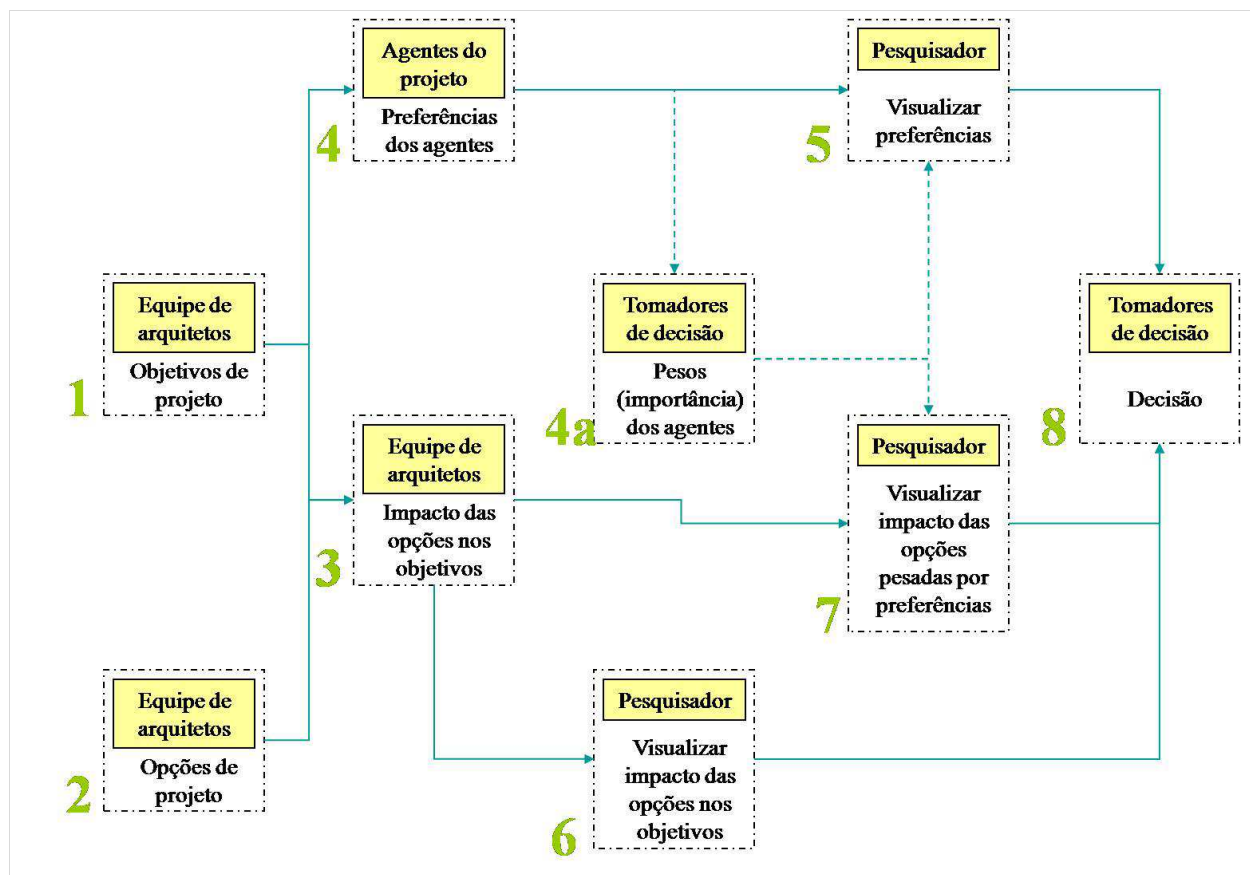 Agentes do
projeto
Preferências
dos agentes
4
Pesquisador
Visualizar
preferências
5
Equipe de
arquitetos
Objetivos de
projeto
1
Tomadores
de decisão
Pesos
(importância)
dos agentes
4a
Tomadores
de decisão
Decisão
8
Equipe de
arquitetos
Impacto das
opções nos
objetivos
3
Pesquisador
Visualizar
impacto das
opções
pesadas por
preferências
7
Equipe de
arquitetos
Opções de
projeto
2
Pesquisador
Visualizar
impacto das
opções nos
objetivos
6